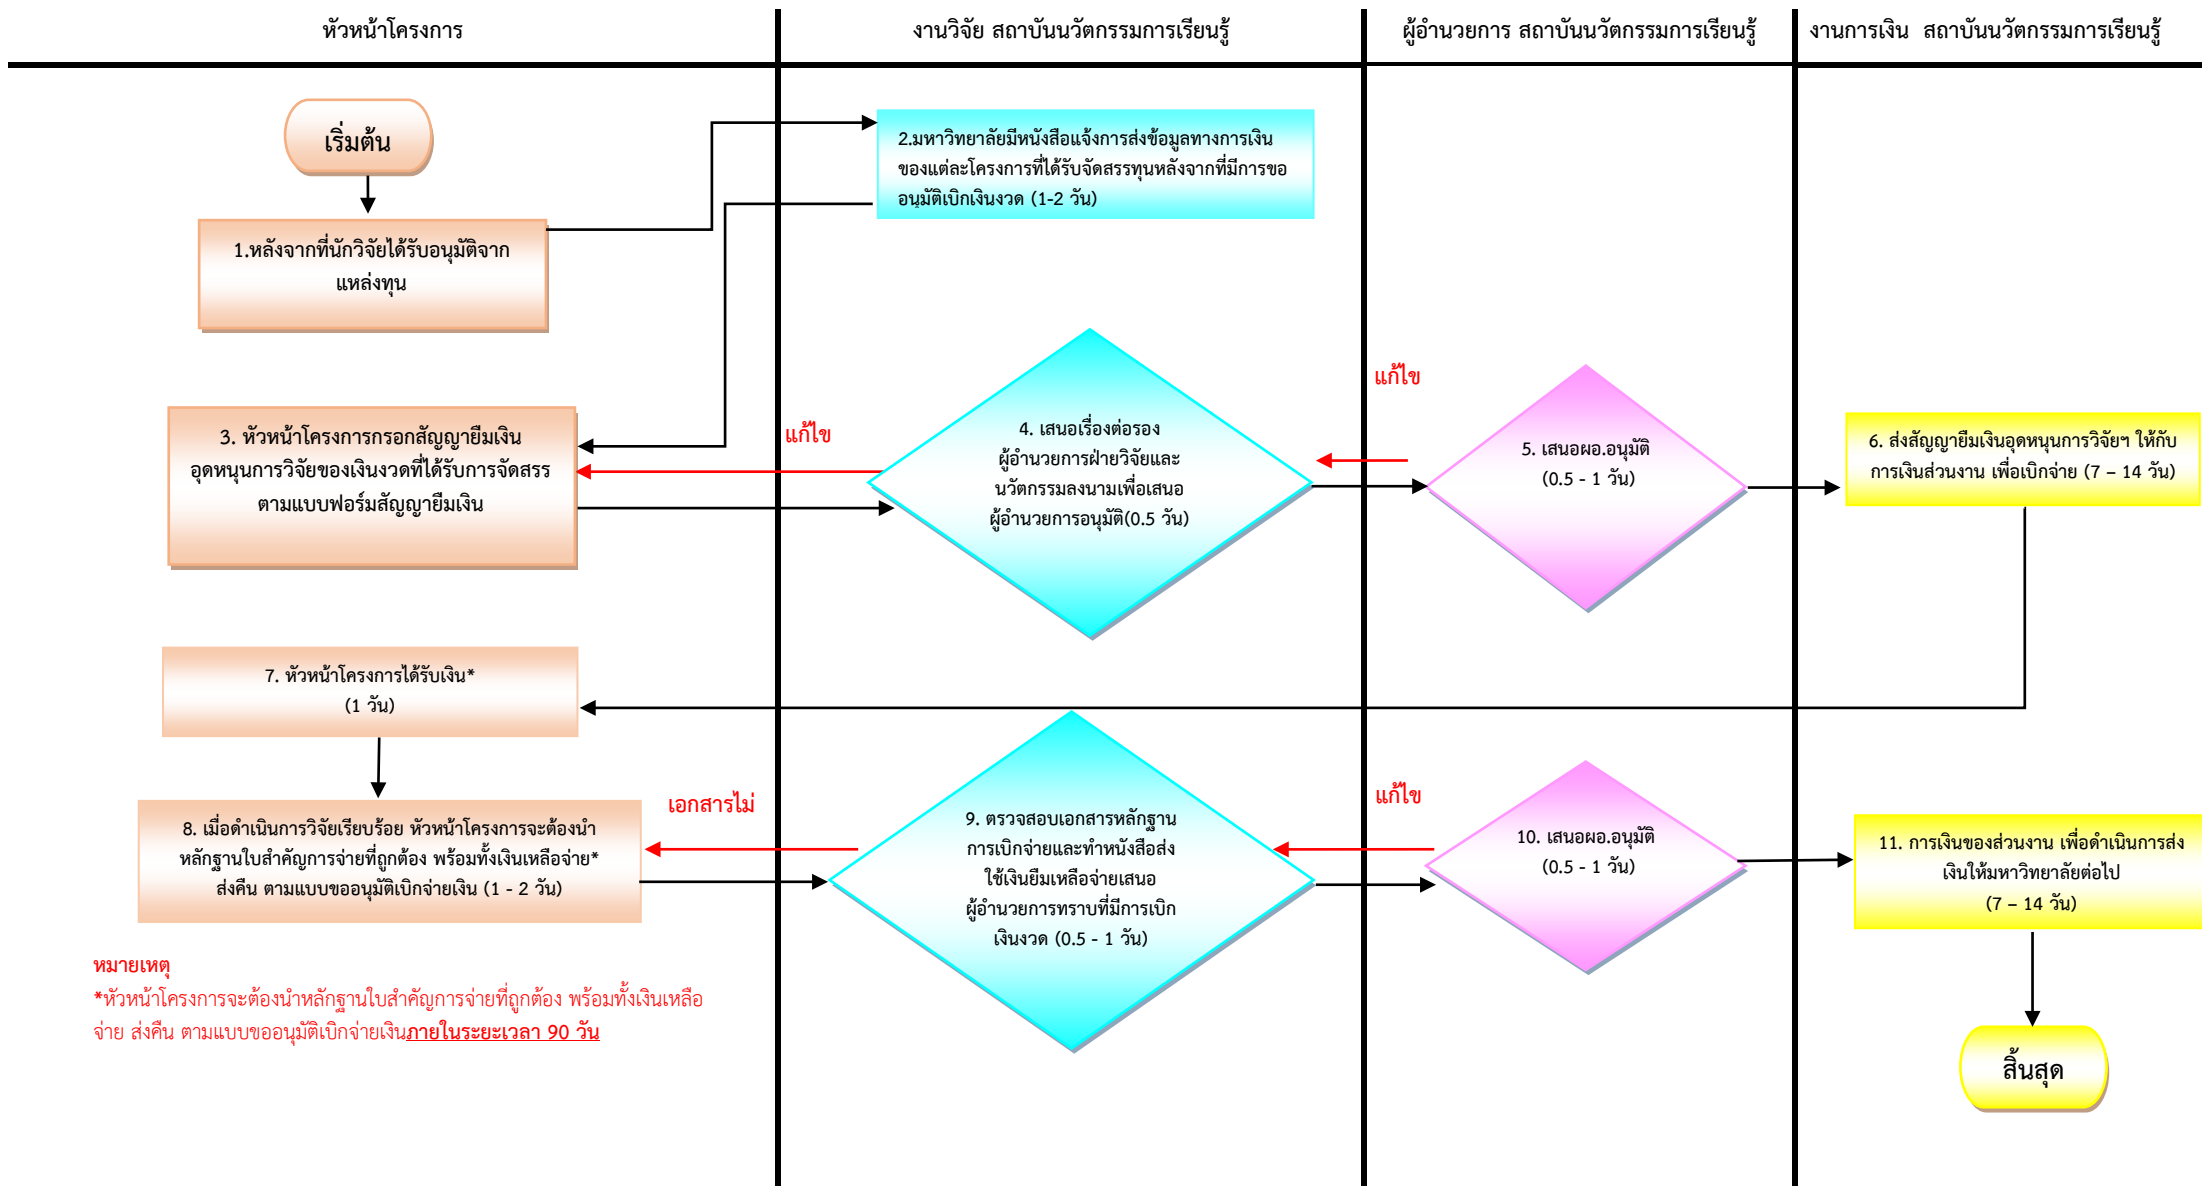 หัวหน้าโครงการ
งานวิจัย สถาบันนวัตกรรมการเรียนรู้
ผู้อำนวยการ สถาบันนวัตกรรมการเรียนรู้
งานการเงิน สถาบันนวัตกรรมการเรียนรู้
เริ่มต้น
1.หลังจากที่นักวิจัยได้รับอนุมัติจาก
แหล่งทุน
2.มหาวิทยาลัยมีหนังสือแจ้งการส่งข้อมูลทางการเงิน
ของแต่ละโครงการที่ได้รับจัดสรรทุนหลังจากที่มีการขอ
อนุมัติเบิกเงินงวด (1-2 วัน)
3. หัวหน้าโครงการกรอกสัญญายืมเงิน
อุดหนุนการวิจัยของเงินงวดที่ได้รับการจัดสรร
ตามแบบฟอร์มสัญญายืมเงิน
แก้ไข
4. เสนอเรื่องต่อรอง
ผู้อำนวยการฝ่ายวิจัยและ
นวัตกรรมลงนามเพื่อเสนอ
ผู้อำนวยการอนุมัติ(0.5 วัน)
แก้ไข
5. เสนอผอ.อนุมัติ
(0.5 - 1 วัน)
6. ส่งสัญญายืมเงินอุดหนุนการวิจัยฯ ให้กับ
การเงินส่วนงาน เพื่อเบิกจ่าย (7 – 14 วัน)
7. หัวหน้าโครงการได้รับเงิน*
(1 วัน)
8. เมื่อดำเนินการวิจัยเรียบร้อย หัวหน้าโครงการจะต้องนำ
หลักฐานใบสำคัญการจ่ายที่ถูกต้อง พร้อมทั้งเงินเหลือจ่าย*
ส่งคืน ตามแบบขออนุมัติเบิกจ่ายเงิน (1 - 2 วัน)
เอกสารไม่
9. ตรวจสอบเอกสารหลักฐาน
การเบิกจ่ายและทำหนังสือส่ง
ใช้เงินยืมเหลือจ่ายเสนอ
ผู้อำนวยการทราบที่มีการเบิก
เงินงวด (0.5 - 1 วัน)
แก้ไข
10. เสนอผอ.อนุมัติ
(0.5 - 1 วัน)
11. การเงินของส่วนงาน เพื่อดำเนินการส่ง
เงินให้มหาวิทยาลัยต่อไป
(7 – 14 วัน)
สิ้นสุด
หมายเหตุ
*หัวหน้าโครงการจะต้องนำหลักฐานใบสำคัญการจ่ายที่ถูกต้อง พร้อมทั้งเงินเหลือ
จ่าย ส่งคืน ตามแบบขออนุมัติเบิกจ่ายเงินภายในระยะเวลา 90 วัน